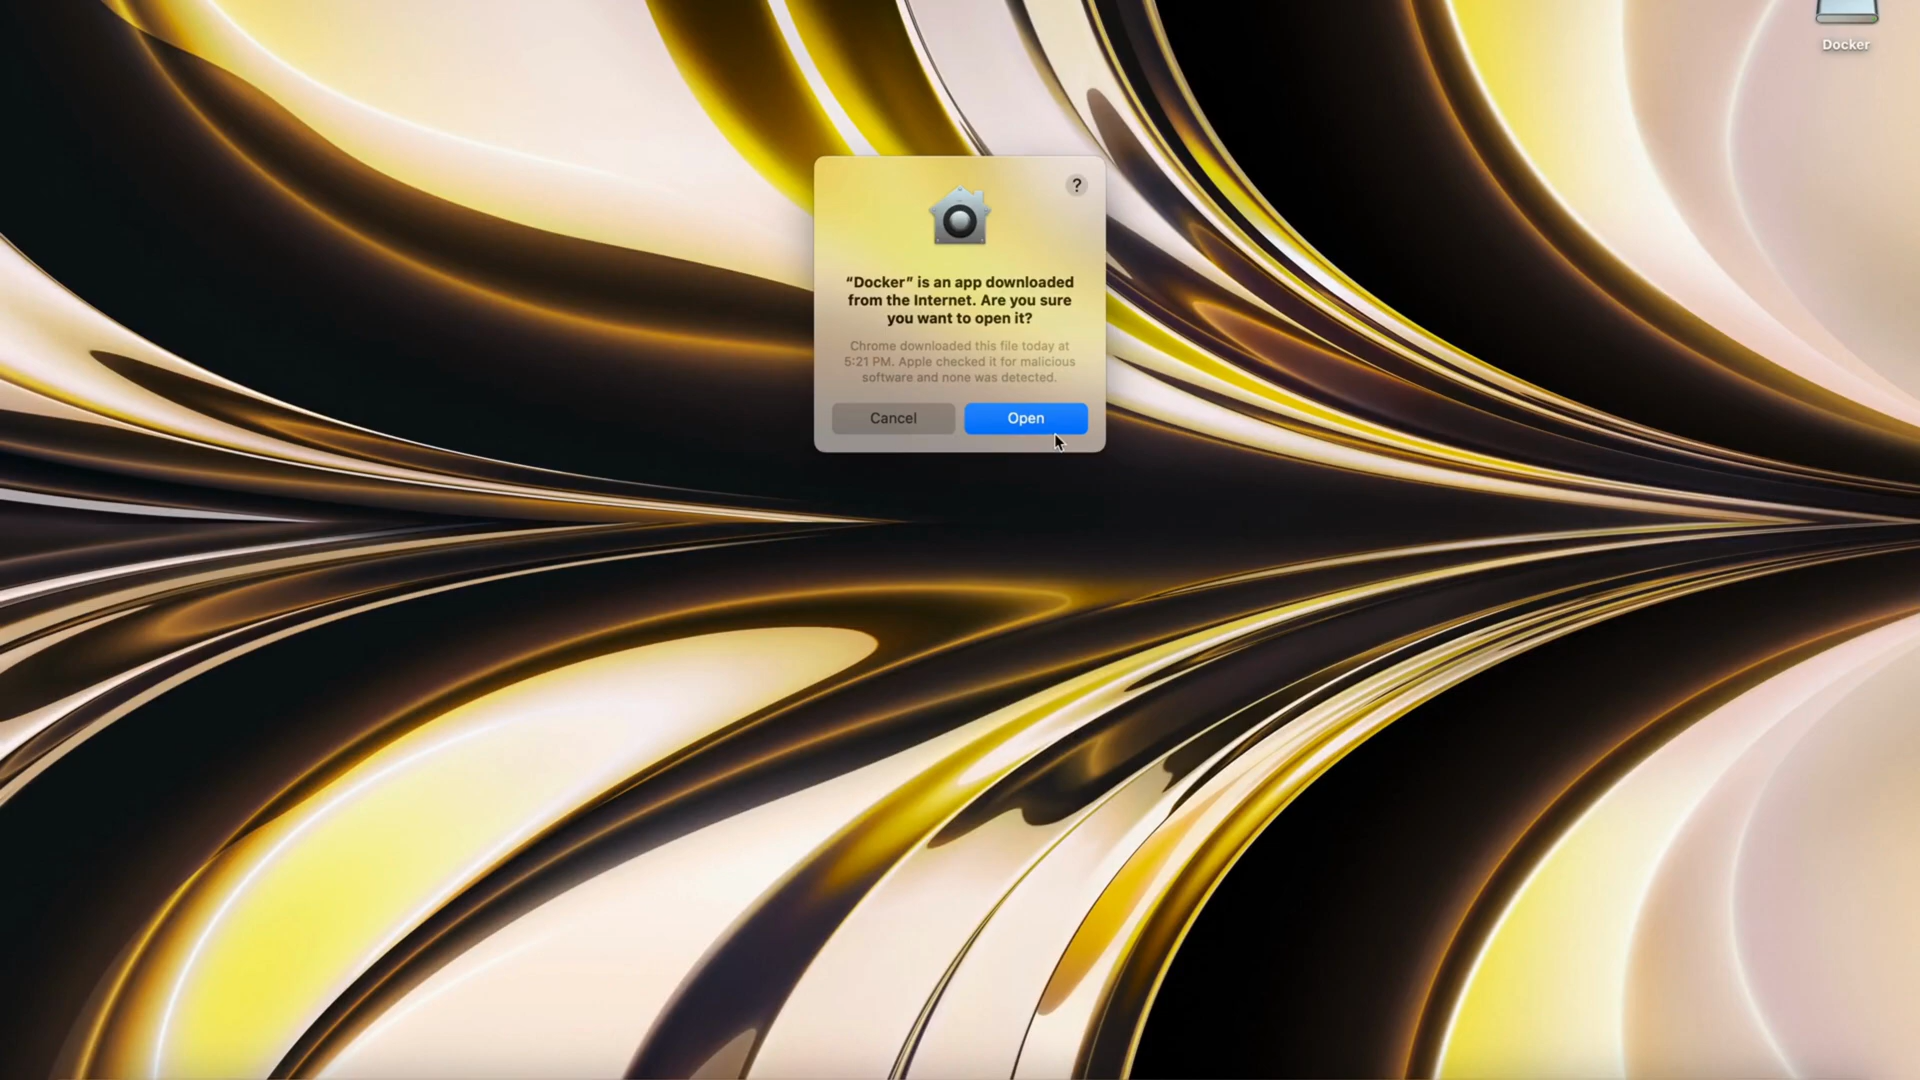 Docker
?
“Docker” is an app downloaded
from the Internet. Are you sure
you want to open it?
Chrome downloaded this file today at
5:21 PM. Apple checked it for malicious
software and none was detected.
Cancel
Open